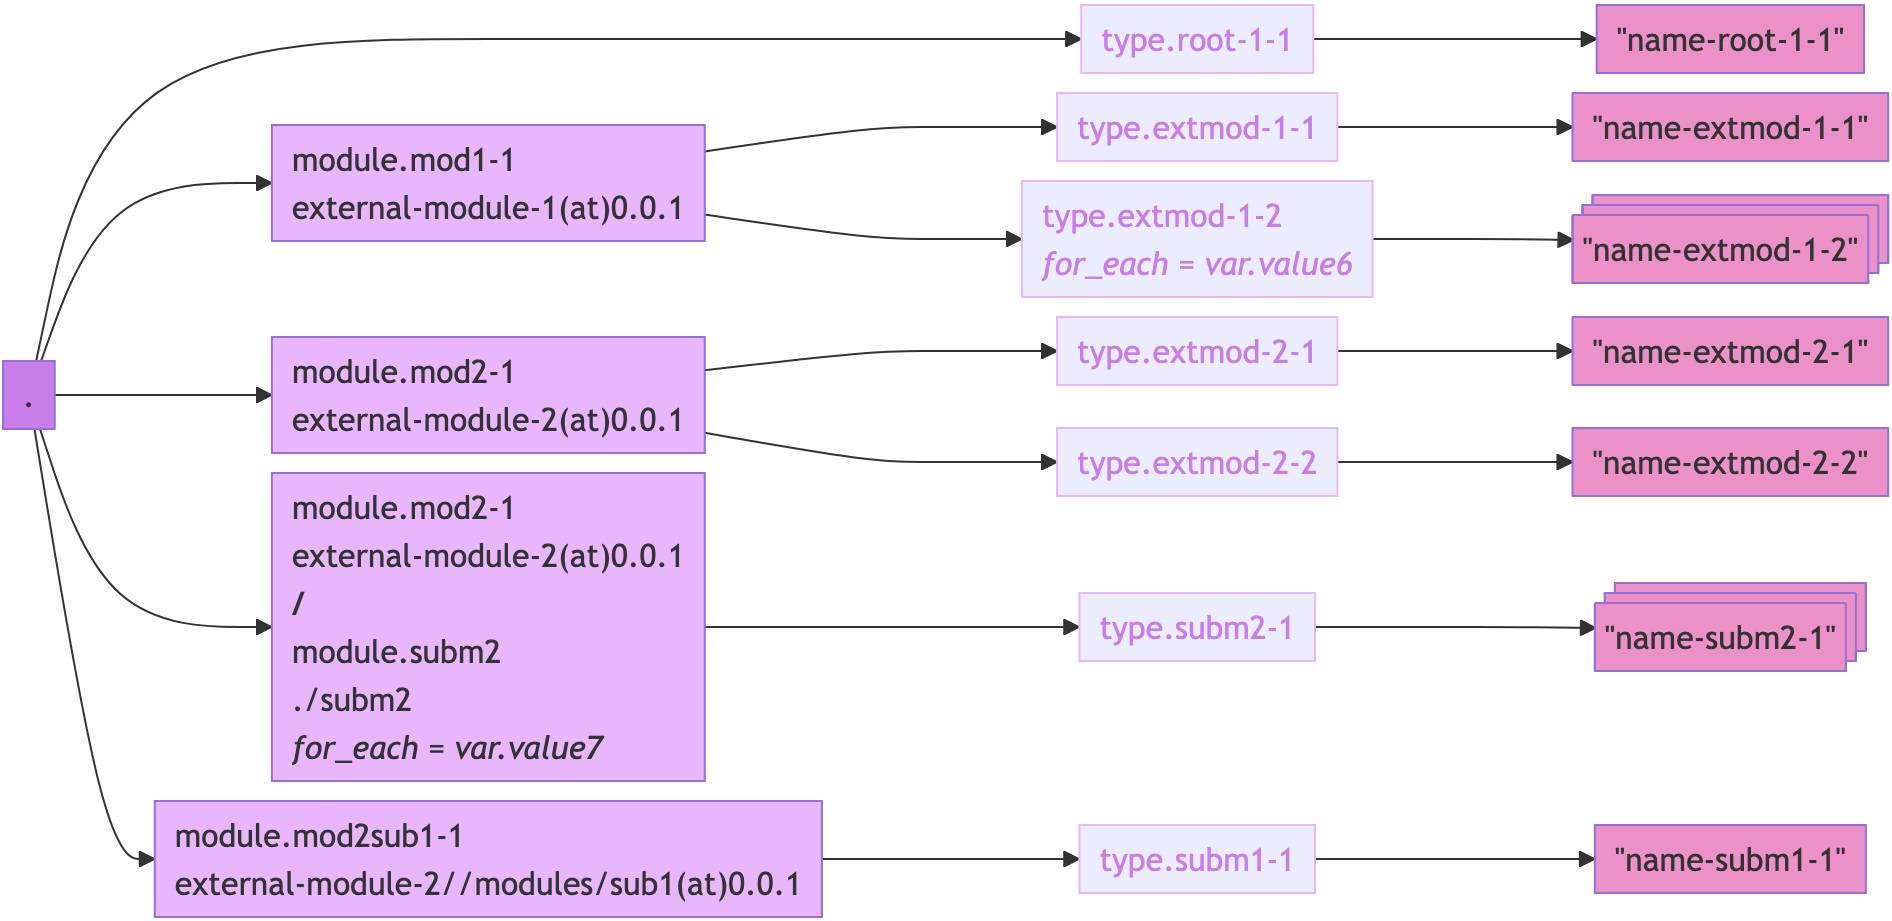 type.root-1-1
"name-root-1-1"
type.extmod-1-1
"name-extmod-1-1"
module.mod1-1
external-module-1(at)0.0.1
type.extmod-1-2
for_each = var.value6
"name-extmod-1-2"
type.extmod-2-1
"name-extmod-2-1"
.
module.mod2-1
external-module-2(at)0.0.1
type.extmod-2-2
"name-extmod-2-2"
module.mod2-1
external-module-2(at)0.0.1
/
module.subm2
./subm2
for_each = var.value7
type.subm2-1
"name-subm2-1"
module.mod2sub1-1
external-module-2//modules/sub1(at)0.0.1
type.subm1-1
"name-subm1-1"